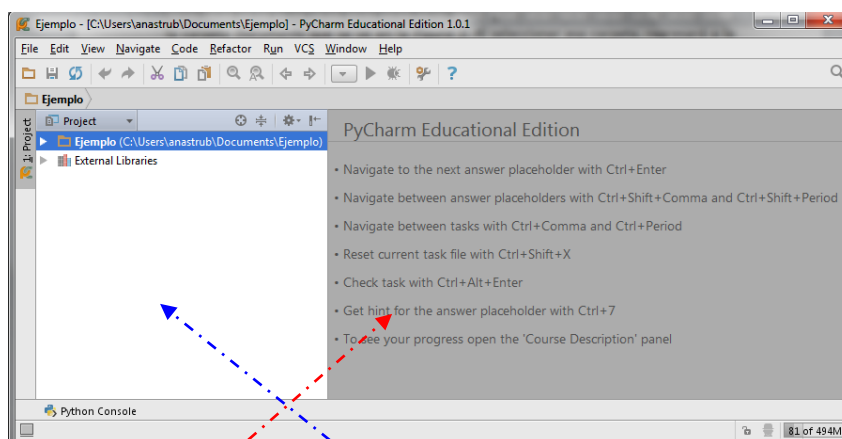 Ejemplo - [C:\Users\anastrub\Documents\Ejemplo] - PyCharm Educational Edition 1.0.1
File Edit View Navigate Code Refactor Run VCS Window Help
Ejemplo
1: Project
Project
Ejemplo (C:\Users\anastrub\Documents\Ejemplo)
External Libraries
PyCharm Educational Edition
• Navigate to the next answer placeholder with Ctrl+Enter
• Navigate between answer placeholders with Ctrl+Shift+Comma and Ctrl+Shift+Period
• Navigate between tasks with Ctrl+Comma and Ctrl+Period
• Reset current task file with Ctrl+Shift+X
• Check task with Ctrl+Alt+Enter
• Get hint for the answer placeholder with Ctrl+7
• To see your progress open the 'Course Description' panel
Python Console
81 of 494M